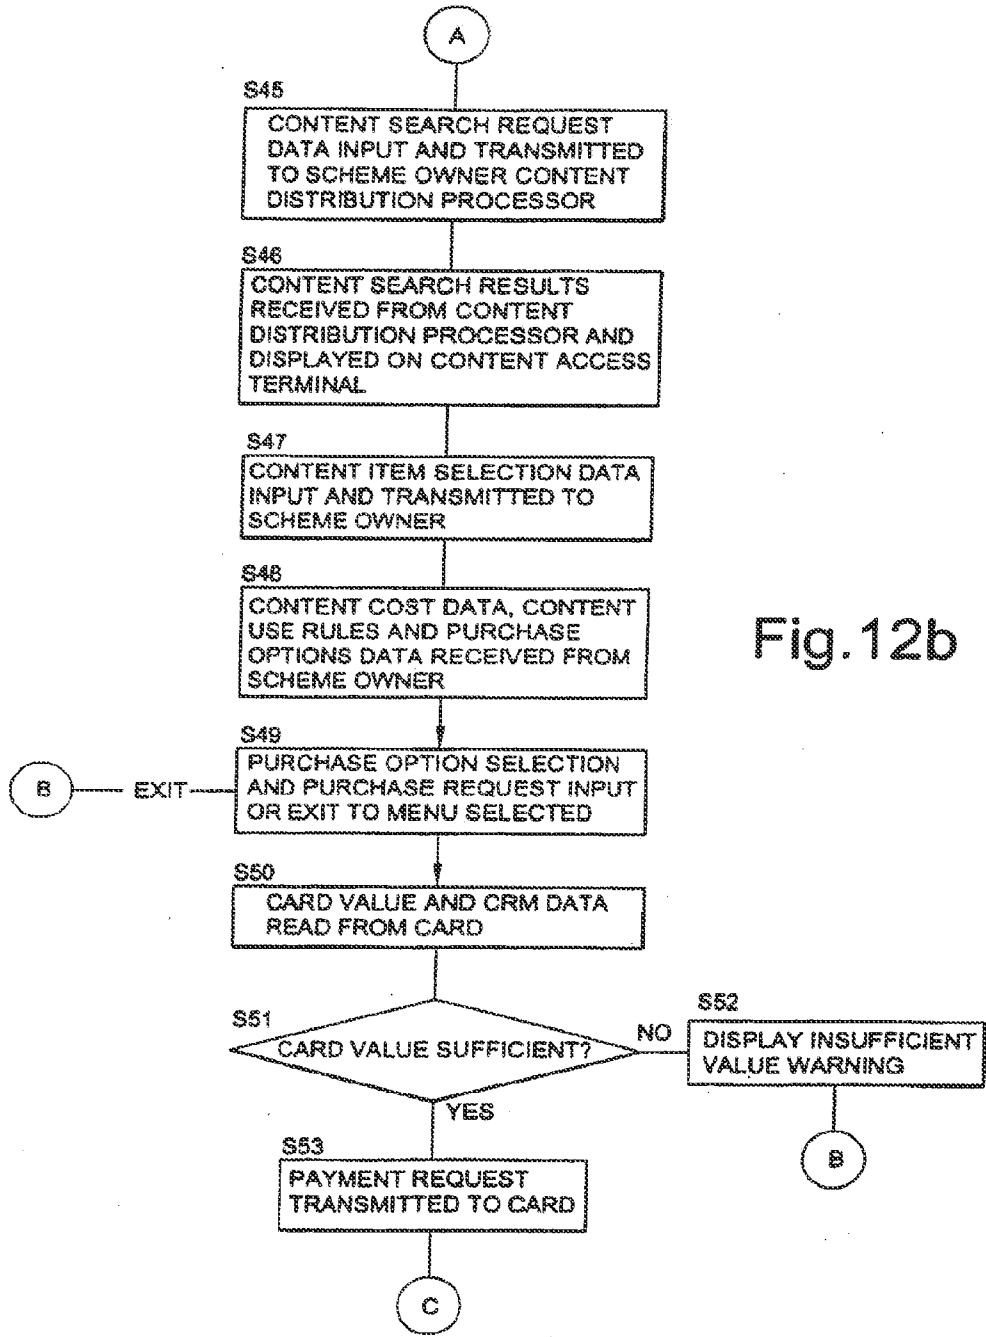 A
S45
CONTENT SEARCH REQUEST
DATA INPUT AND TRANSMITTED
TO SCHEME OWNER CONTENT
DISTRIBUTION PROCESSOR
S46
CONTENT SEARCH RESULTS
RECEIVED FROM CONTENT
DISTRIBUTION PROCESSOR AND
DISPLAYED ON CONTENT ACCESS
TERMINAL
S47
CONTENT ITEM SELECTION DATA
INPUT AND TRANSMITTED TO
SCHEME OWNER
S48
CONTENT COST DATA, CONTENT
USE RULES AND PURCHASE
OPTIONS DATA RECEIVED FROM
SCHEME OWNER
Fig.12b
S49
PURCHASE OPTION SELECTION
AND PURCHASE REQUEST INPUT
OR EXIT TO MENU SELECTED
B
EXIT
S50
CARD VALUE AND CRM DATA
READ FROM CARD
S51
CARD VALUE SUFFICIENT?
NO
S52
DISPLAY INSUFFICIENT
VALUE WARNING
B
YES
S53
PAYMENT REQUEST
TRANSMITTED TO CARD
C